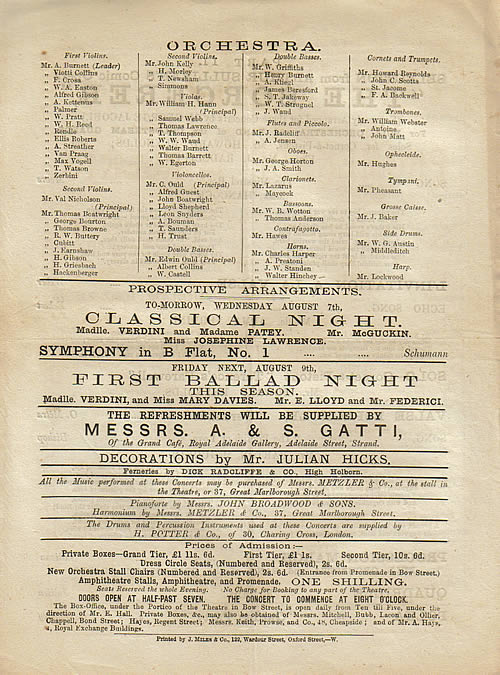 ORCHESTRA.
First Violins.
Mr. A. Burnett (Leader)
„ Viotti Collins
„ F. Cross
„ W. A. Easton
„ Alfred Gibson
„ A. Kettenus
„ Palmer
„ W. Pratt
„ W. H. Reed
„ Rendle
„ Ellis Roberts
„ A. Streather
„ Van Praag
„ Max Vogell
„ T. Watson
„ Zerbini
Second Violins.
Mr. Val Nicholson
(Principal)
Mr. Thomas Boatwright
„ George Boietton
„ Thomas Browne
„ R. W. Buttery
„ Cubitt
„ J. Earnshaw
„ H. Gibson
„ H. Griesbach
„ Hackenberger
Second Violins.
Mr. John Kelly
„ H. Morley
„ T. Newsham
„ Simmons
Violas.
Mr. William H. Hann
(Principal)
„ Samuel Webb
„ Thomas Lawrence
„ T. Thompson
„ W. W. Waud
„ Walter Burnett
„ Thomas Barrett
„ W. Egerton
Violoncellos.
Mr. C. Ould (Principal)
„ Alfred Guest
„ John Boatwright
„ Lloyd Shepherd
„ Leon Snyders
„ A. Bouman
„ T. Saunders
„ H. Trust
Double Basses.
Mr. Edwin Ould (Principal)
„ Albert Collins
„ W. Castell
Double Basses.
Mr. W. Griffiths
„ Henry Burnett
„ A. Kliegl
„ James Beresford
„ S. T. Jakeway
„ W. F. Strugnel
„ J. Waud
Flutes and Piccolo.
Mr. J. Radcliff
„ A. Jensen
Oboes.
Mr. George Horton
„ J. A. Smith
Clarionets.
Mr. Lazarus
„ Maycock
Bassoons.
Mr. W. B. Wotton
„ Thomas Anderson
Contrafagotto.
Mr. Hawes
Horns.
Mr. Charles Harper
„ A. Preatoni
„ J. W. Standen
„ Walter Hinchey
Cornets and Trumpets.
Mr. Howard Reynolds
„ John C. Scotts
„ St. Jacome
„ F. A. Backwell
Trombones.
Mr. William Webster
„ Antoine
„ John Matt
Ophecleide.
Mr. Hughes
Tympani.
Mr. Pheasant
Grosse Caisse.
Mr. J. Baker
Side Drums.
Mr. W. G. Austin
„ Middleditch
Harp.
Mr. Lockwood
PROSPECTIVE ARRANGEMENTS.
TO-MORROW, WEDNESDAY AUGUST 7th,
CLASSICAL NIGHT.
Madlle. VERDINI and Madame PATEY. Mr. McGUCKIN.
Miss JOSEPHINE LAWRENCE.
SYMPHONY in B Flat, No. 1 .... .... Schumann
FRIDAY NEXT, AUGUST 9th,
FIRST BALLAD NIGHT
THIS SEASON.
Madlle. VERDINI, and Miss MARY DAVIES. Mr. E. LLOYD and Mr. FEDERICI.
THE REFRESHMENTS WILL BE SUPPLIED BY
MESSRS. A. & S. GATTI,
Of the Grand Café, Royal Adelaide Gallery, Adelaide Street, Strand.
DECORATIONS by Mr. JULIAN HICKS.
Ferneries by DICK RADCLIFFE & CO., High Holborn.
All the Music performed at these Concerts may be purchased of Messrs. METZLER & Co., at the stall in
the Theatre, or 37, Great Marlborough Street.
Pianoforte by Messrs. JOHN BROADWOOD & SONS.
Harmonium by Messrs. METZLER & Co., 37, Great Marlborough Street.
The Drums and Percussion Instruments used at these Concerts are supplied by
H. POTTER & Co., of 30, Charing Cross, London.
Prices of Admission:—
Private Boxes—Grand Tier, £1 11s. 6d. First Tier, £1 1s. Second Tier, 10s. 6d.
Dress Circle Seats, (Numbered and Reserved), 2s. 6d.
New Orchestra Stall Chairs (Numbered and Reserved), 2s. 6d. (Entrance from Promenade in Bow Street.)
Amphitheatre Stalls, Amphitheatre, and Promenade. ONE SHILLING.
Seats Reserved the whole Evening. No Charge for Booking to any part of the Theatre.
DOORS OPEN AT HALF-PAST SEVEN. THE CONCERT TO COMMENCE AT EIGHT O'CLOCK.
The Box-Office, under the Portico of the Theatre in Bow Street, is open daily from Ten till Five, under the
direction of Mr. E. Hall. Private Boxes, &c., may also be obtained of Messrs. Mitchell, Bubb, Lacon and Ollier,
Chappell, Bond Street; Hayes, Regent Street; Messrs. Keith, Prowse, and Co., 48, Cheapside; and of Mr. A. Hays,
4, Royal Exchange Buildings.
Printed by J. MILES & Co., 122, Wardour Street, Oxford Street,—W.